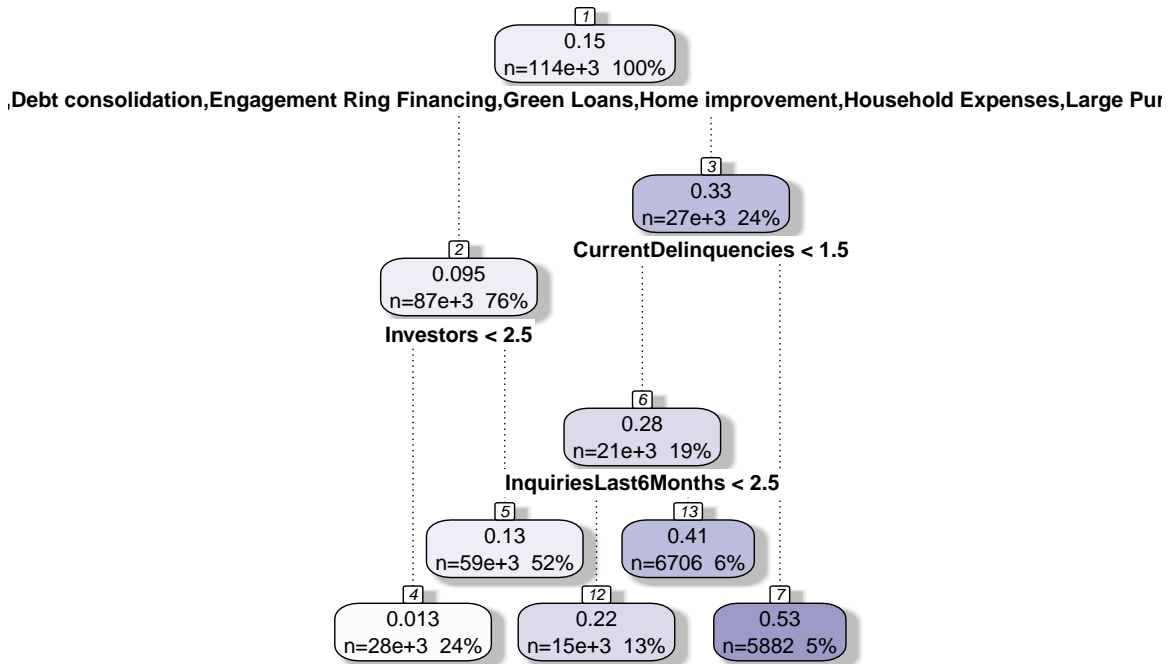 1
0.15
n=114e+3 100%
,Debt consolidation,Engagement Ring Financing,Green Loans,Home improvement,Household Expenses,Large Pur
3
0.33
n=27e+3 24%
CurrentDelinquencies < 1.5
2
0.095
n=87e+3 76%
Investors < 2.5
6
0.28
n=21e+3 19%
InquiriesLast6Months < 2.5
5
0.13
n=59e+3 52%
13
0.41
n=6706 6%
4
0.013
n=28e+3 24%
12
0.22
n=15e+3 13%
7
0.53
n=5882 5%